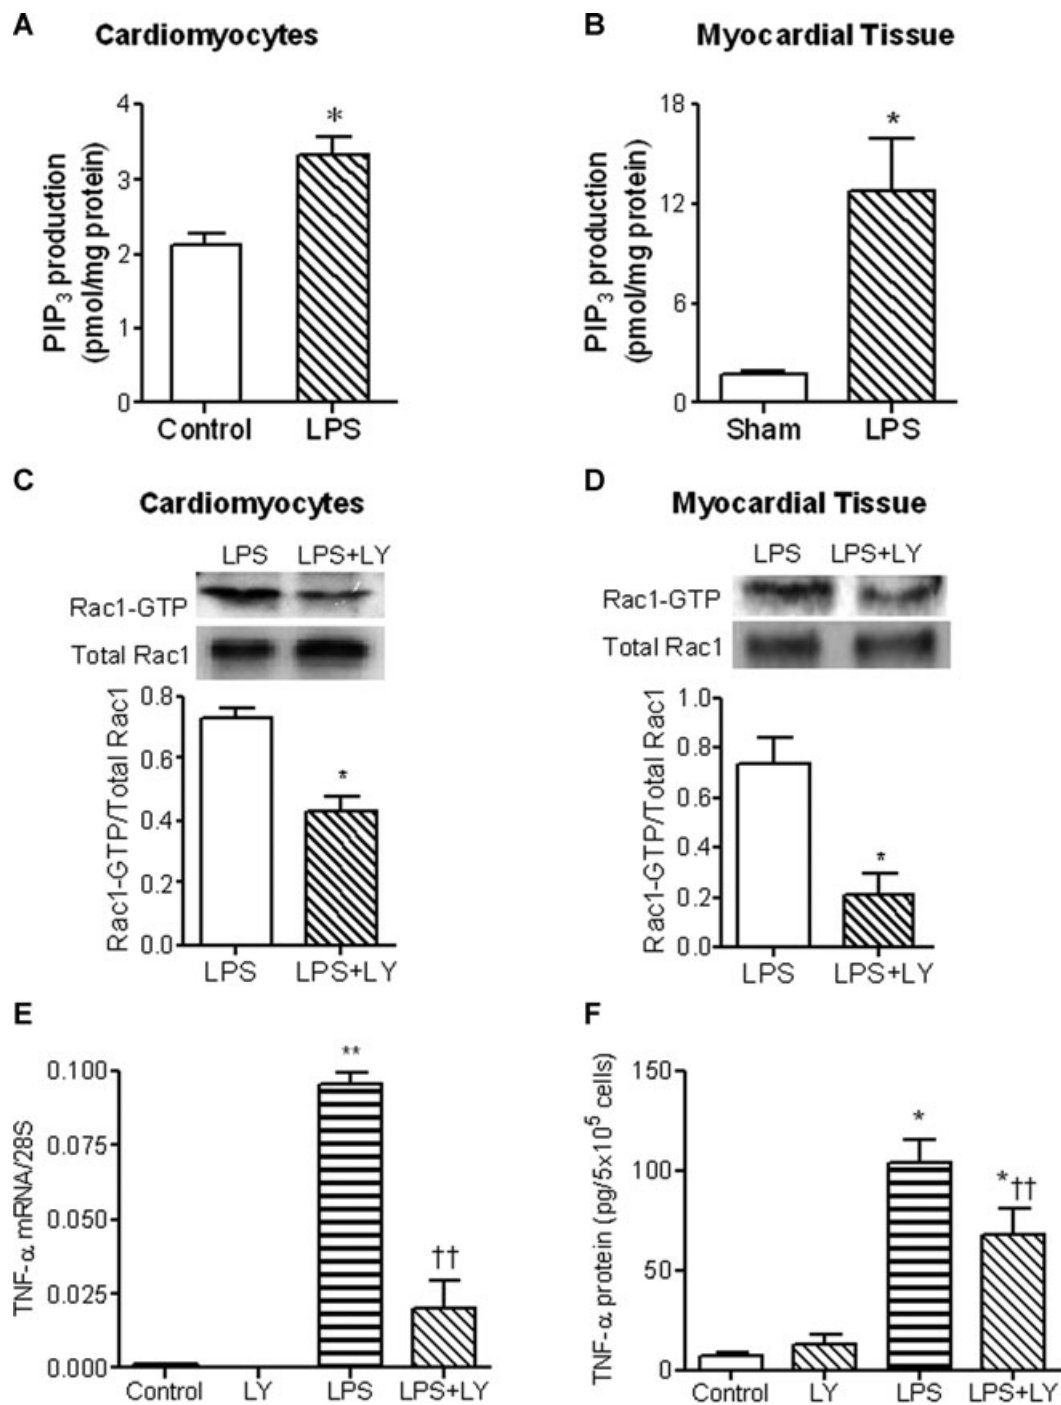 A Cardiomyocytes
PIP₃ production
(pmol/mg protein)
4
3
2
1
0
*
Control LPS
B Myocardial Tissue
PIP₃ production
(pmol/mg protein)
18
12
6
0
*
Sham LPS
C Cardiomyocytes
LPS LPS+LY
Rac1-GTP
Total Rac1
Rac1-GTP/Total Rac1
0.8
0.6
0.4
0.2
0.0
*
LPS LPS+LY
D Myocardial Tissue
LPS LPS+LY
Rac1-GTP
Total Rac1
Rac1-GTP/Total Rac1
1.0
0.8
0.6
0.4
0.2
0.0
*
LPS LPS+LY
E
TNF-α mRNA/28S
0.100
0.075
0.050
0.025
0.000
**
††
Control LY LPS LPS+LY
F
TNF-α protein (pg/5x10⁵ cells)
150
100
50
0
*
*††
Control LY LPS LPS+LY